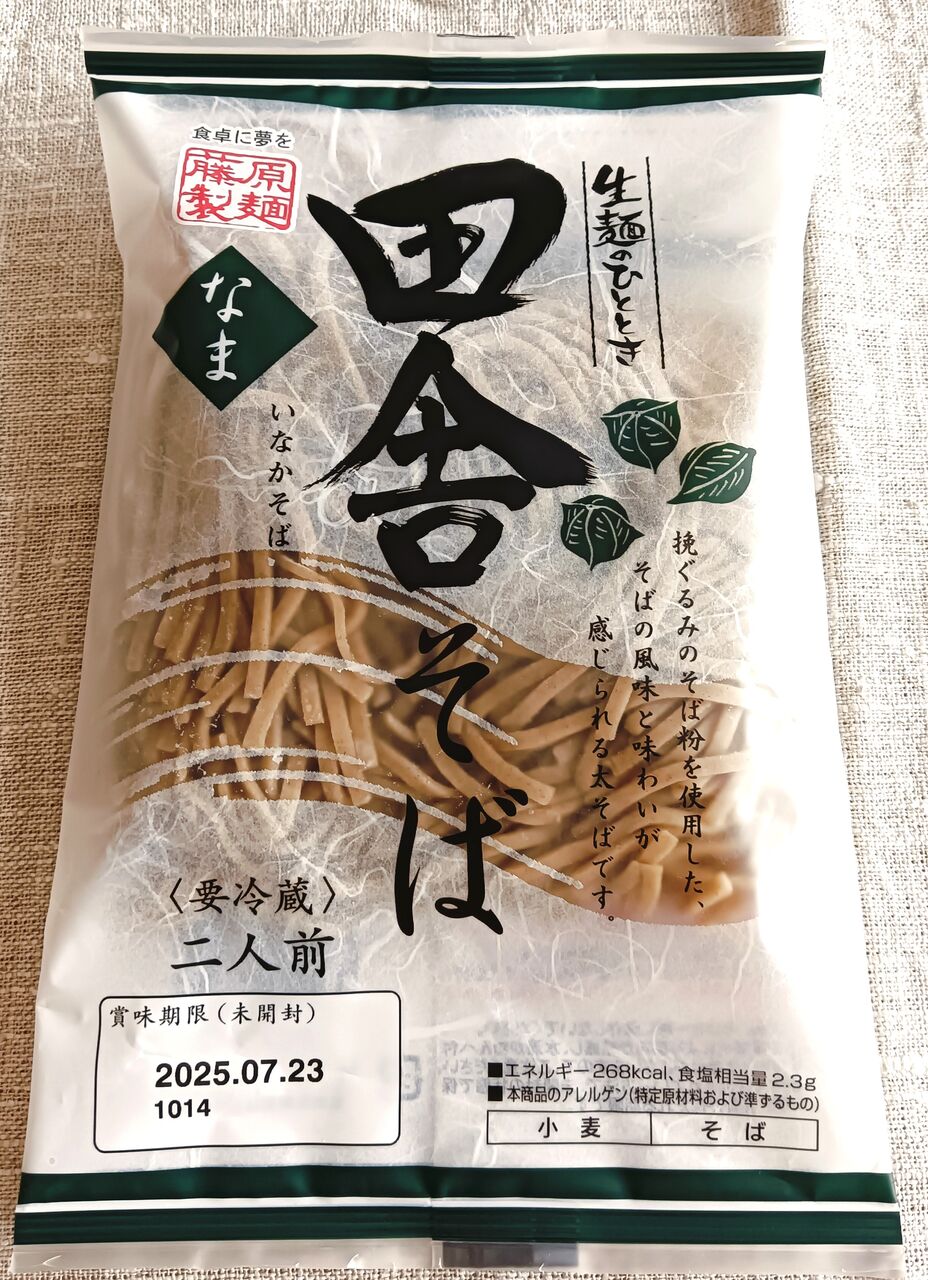 食卓に夢を
藤原
製麺
なま
田舎そば
いなかそば
生麺のひととき
挽ぐるみのそば粉を使用した、
そばの風味と味わいが
感じられる太そばです。
〈要冷蔵〉
二人前
賞味期限(未開封)
2025.07.23
1014
■エネルギー268kcal、食塩相当量2.3g
■本商品のアレルゲン(特定原材料および準ずるもの)
小麦 そば